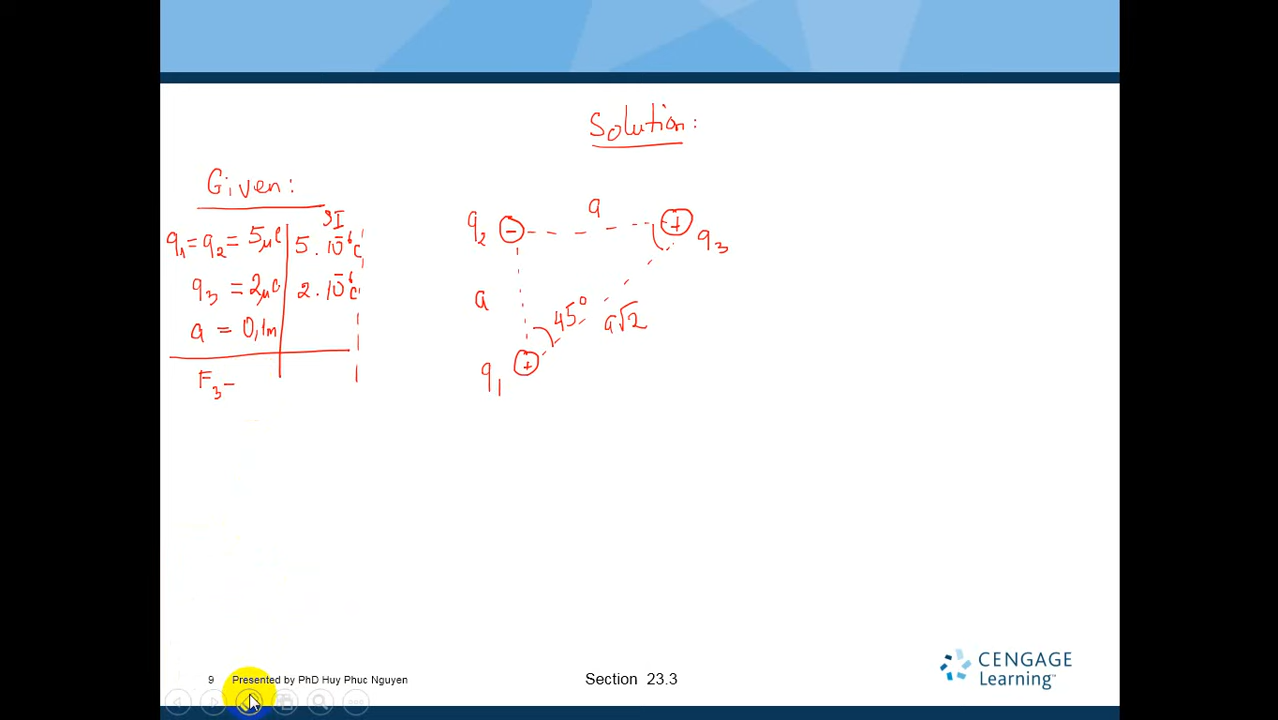 Solution:
Given:
SI
q₁ = q₂ = 5μC 5.10⁻⁶C
q₃ = 2μC 2.10⁻⁶C
a = 0,1m
F₃ –
q₂ – a + q₃
a
45° a√2
q₁ +
9 Presented by PhD Huy Phuc Nguyen
Section 23.3
CENGAGE
Learning™